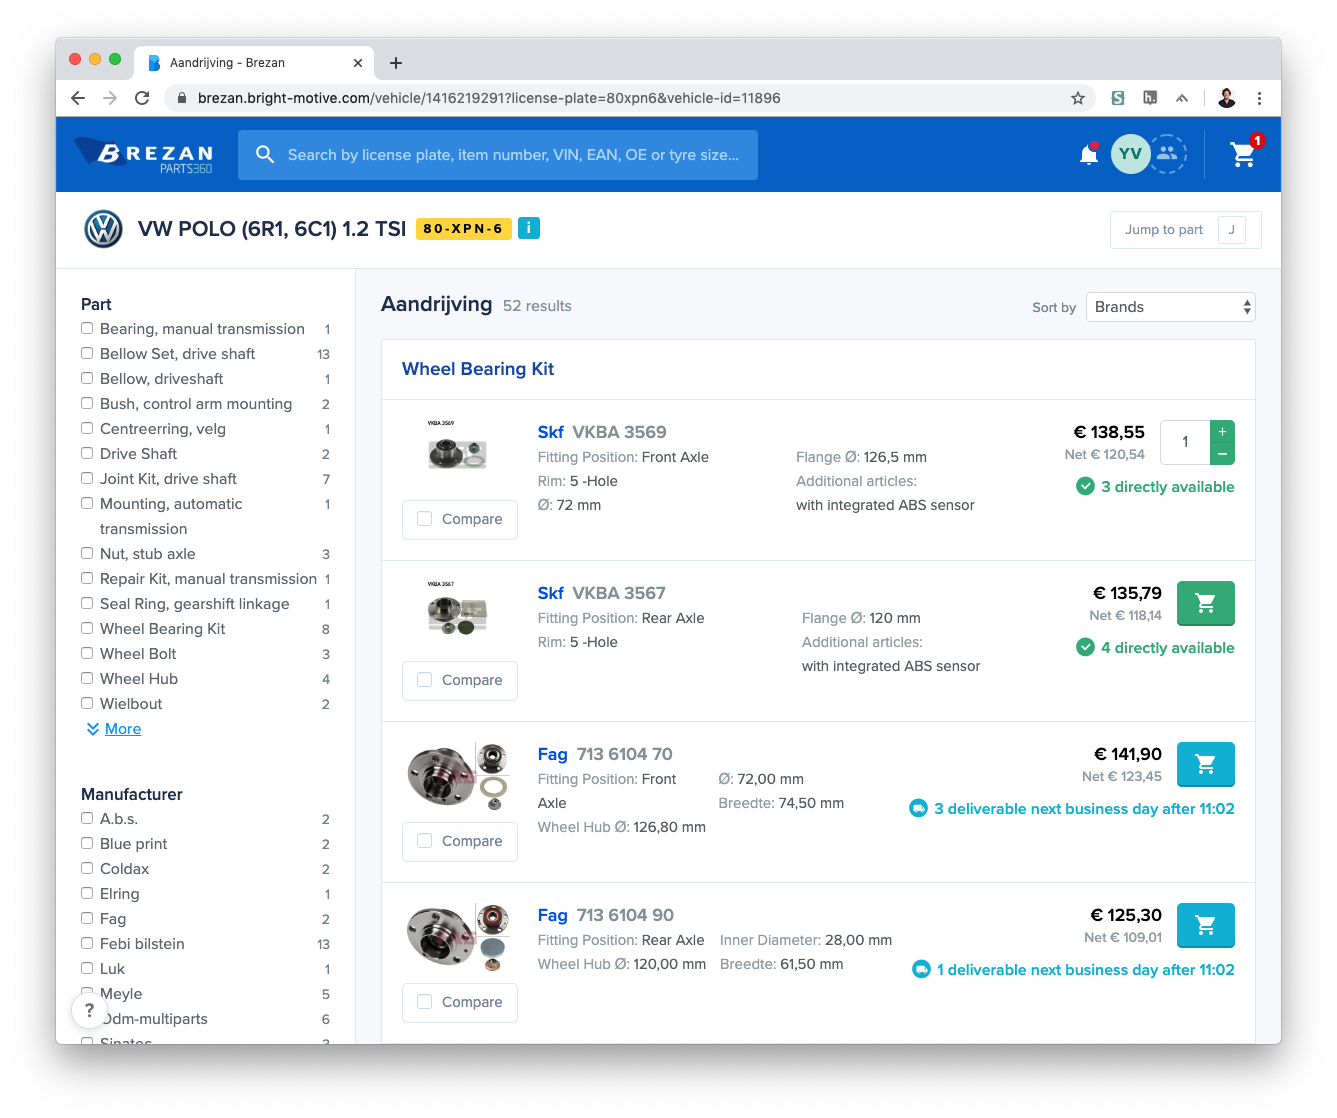 Aandrijving - Brezan
brezan.bright-motive.com/vehicle/1416219291?license-plate=80xpn6&vehicle-id=11896
BREZAN
PARTS360
Search by license plate, item number, VIN, EAN, OE or tyre size...
YV
1
VW POLO (6R1, 6C1) 1.2 TSI
80-XPN-6
i
Jump to part J
Part
Bearing, manual transmission 1
Bellow Set, drive shaft 13
Bellow, driveshaft 1
Bush, control arm mounting 2
Centreerring, velg 1
Drive Shaft 2
Joint Kit, drive shaft 7
Mounting, automatic 1
transmission
Nut, stub axle 3
Repair Kit, manual transmission 1
Seal Ring, gearshift linkage 1
Wheel Bearing Kit 8
Wheel Bolt 3
Wheel Hub 4
Wielbout 2
More
Manufacturer
A.b.s. 2
Blue print 2
Coldax 2
Elring 1
Fag 2
Febi bilstein 13
Luk 1
Meyle 5
Odm-multiparts 6
?
Aandrijving 52 results
Sort by Brands
Wheel Bearing Kit
VKBA 3569
Compare
Skf VKBA 3569
Fitting Position: Front Axle
Rim: 5 -Hole
Ø: 72 mm
Flange Ø: 126,5 mm
Additional articles:
with integrated ABS sensor
€ 138,55
Net € 120,54
1
+
−
3 directly available
VKBA 3567
Compare
Skf VKBA 3567
Fitting Position: Rear Axle
Rim: 5 -Hole
Flange Ø: 120 mm
Additional articles:
with integrated ABS sensor
€ 135,79
Net € 118,14
4 directly available
Compare
Fag 713 6104 70
Fitting Position: Front
Axle
Wheel Hub Ø: 126,80 mm
Ø: 72,00 mm
Breedte: 74,50 mm
€ 141,90
Net € 123,45
3 deliverable next business day after 11:02
Compare
Fag 713 6104 90
Fitting Position: Rear Axle
Wheel Hub Ø: 120,00 mm
Inner Diameter: 28,00 mm
Breedte: 61,50 mm
€ 125,30
Net € 109,01
1 deliverable next business day after 11:02